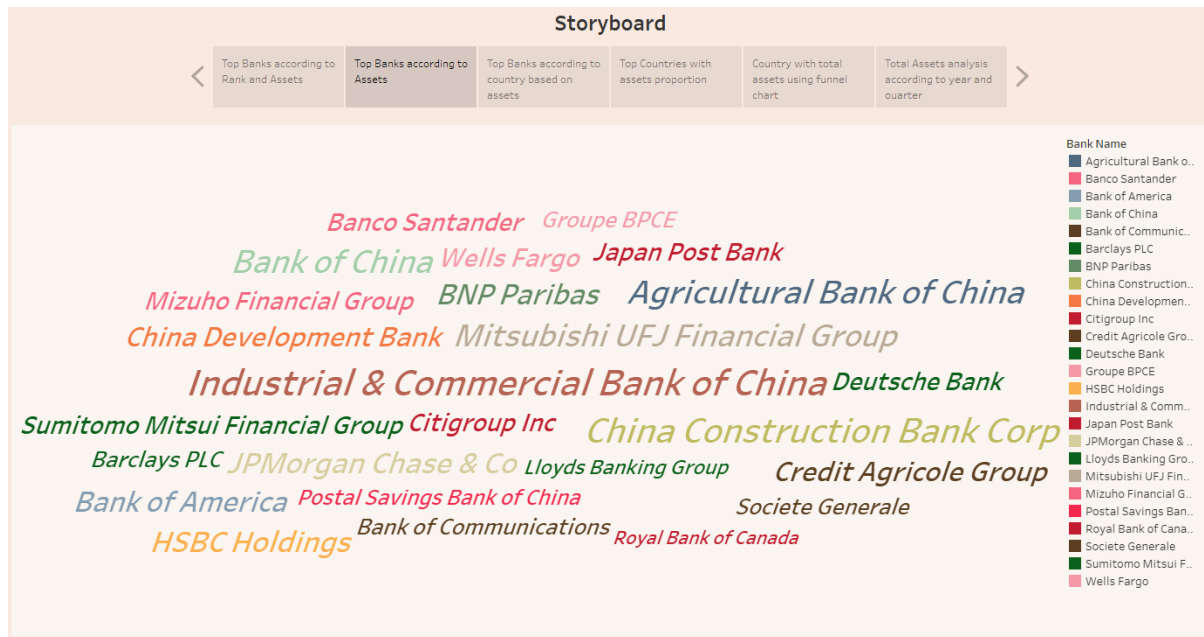 Storyboard
Top Banks according to
Rank and Assets
Top Banks according to
Assets
Top Banks according to
country based on
assets
Top Countries with
assets proportion
Country with total
assets using funnel
chart
Total Assets analysis
according to year and
quarter
Banco Santander
Groupe BPCE
Bank of China
Wells Fargo
Japan Post Bank
Mizuho Financial Group
BNP Paribas
Agricultural Bank of China
China Development Bank
Mitsubishi UFJ Financial Group
Industrial & Commercial Bank of China
Deutsche Bank
Sumitomo Mitsui Financial Group
Citigroup Inc
China Construction Bank Corp
Barclays PLC
JPMorgan Chase & Co
Lloyds Banking Group
Credit Agricole Group
Bank of America
Postal Savings Bank of China
Societe Generale
HSBC Holdings
Bank of Communications
Royal Bank of Canada
Bank Name
Agricultural Bank o..
Banco Santander
Bank of America
Bank of China
Bank of Communic..
Barclays PLC
BNP Paribas
China Construction..
China Developmen..
Citigroup Inc
Credit Agricole Gro..
Deutsche Bank
Groupe BPCE
HSBC Holdings
Industrial & Comm..
Japan Post Bank
JPMorgan Chase & ..
Lloyds Banking Gro..
Mitsubishi UFJ Fin..
Mizuho Financial G..
Postal Savings Ban..
Royal Bank of Cana..
Societe Generale
Sumitomo Mitsui F..
Wells Fargo